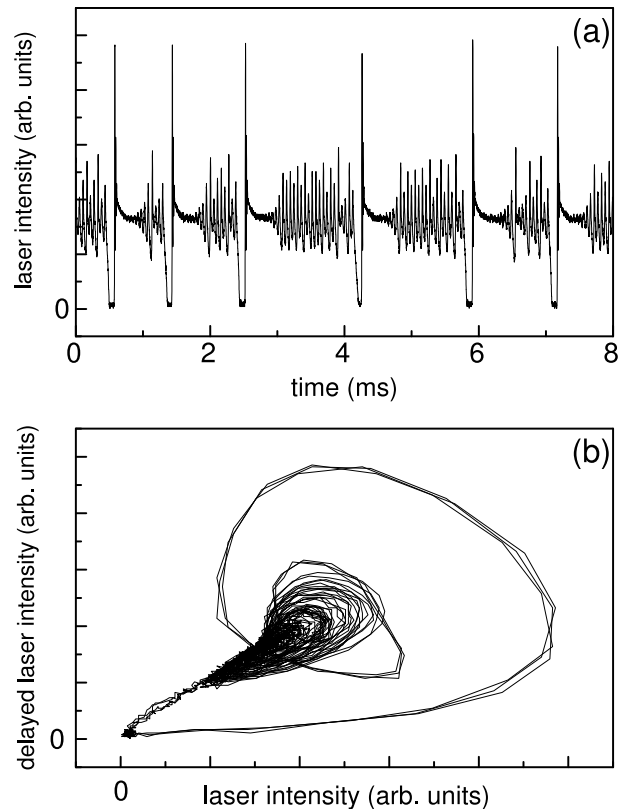 (a)
laser intensity (arb. units)
0
0 2 4 6 8
time (ms)
(b)
delayed laser intensity (arb. units)
0
0
laser intensity (arb. units)